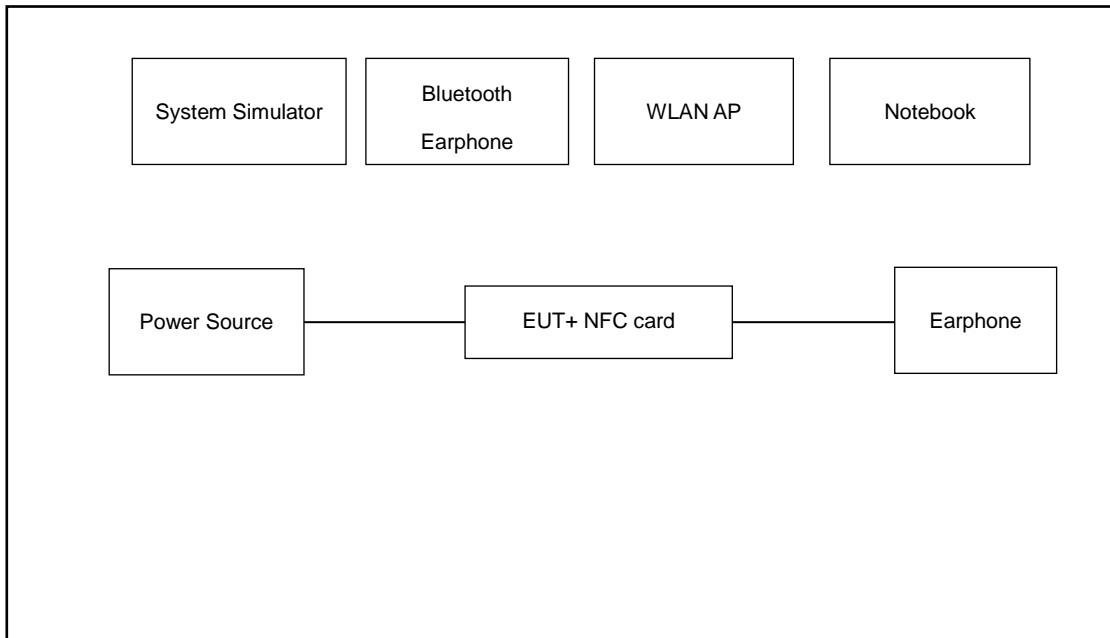 System Simulator
Bluetooth
Earphone
WLAN AP
Notebook
Power Source
EUT+ NFC card
Earphone